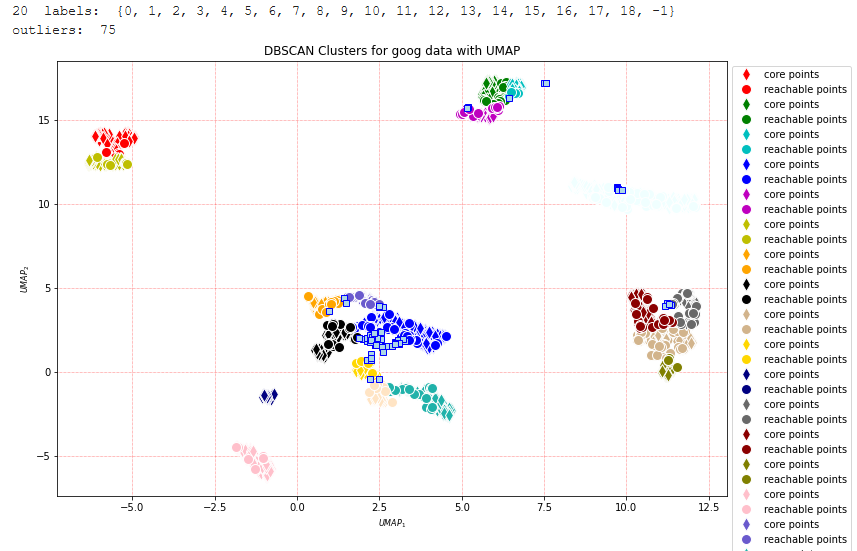 20  labels:  {0, 1, 2, 3, 4, 5, 6, 7, 8, 9, 10, 11, 12, 13, 14, 15, 16, 17, 18, -1}
outliers:  75
DBSCAN Clusters for goog data with UMAP
15
10
5
0
−5
UMAP2
−5.0
−2.5
0.0
2.5
5.0
7.5
10.0
12.5
UMAP1
core points
reachable points
core points
reachable points
core points
reachable points
core points
reachable points
core points
reachable points
core points
reachable points
core points
reachable points
core points
reachable points
core points
reachable points
core points
reachable points
core points
reachable points
core points
reachable points
core points
reachable points
core points
reachable points
core points
reachable points
core points
reachable points